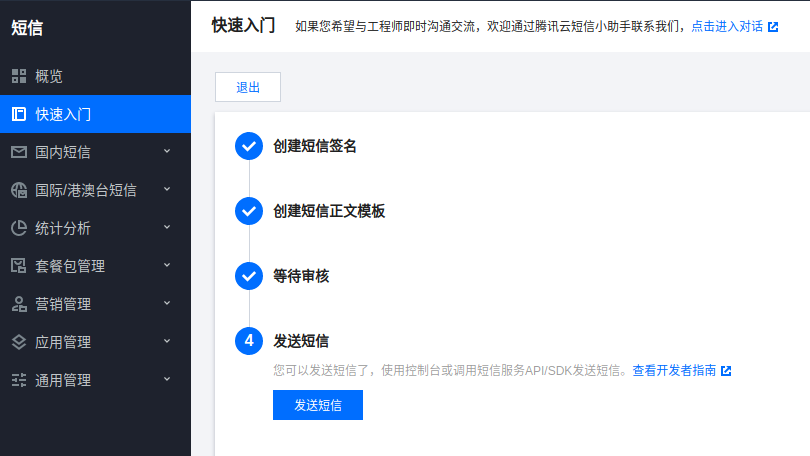 短信
快速入门 如果您希望与工程师即时沟通交流，欢迎通过腾讯云短信小助手联系我们，点击进入对话
概览
快速入门
国内短信
国际/港澳台短信
统计分析
套餐包管理
营销管理
应用管理
通用管理
退出
创建短信签名
创建短信正文模板
等待审核
4 发送短信
您可以发送短信了，使用控制台或调用短信服务API/SDK发送短信。查看开发者指南
发送短信